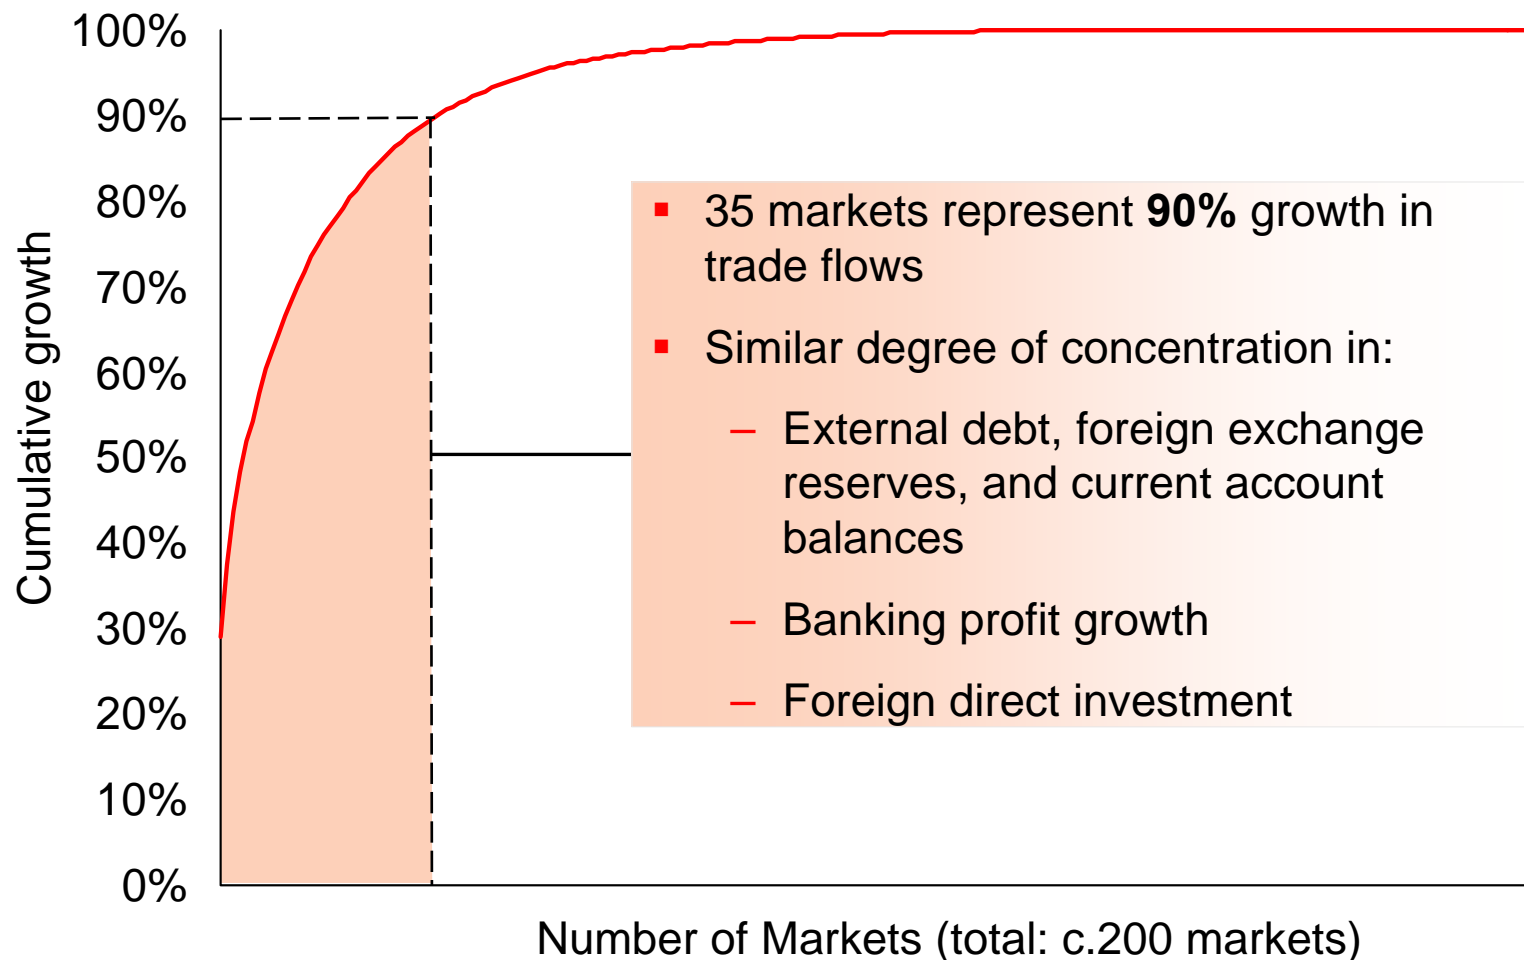 100%
90%
80%
70%
60%
50%
40%
30%
20%
10%
0%
Cumulative growth
▪ 35 markets represent 90% growth in
trade flows
▪ Similar degree of concentration in:
– External debt, foreign exchange
reserves, and current account
balances
– Banking profit growth
– Foreign direct investment
Number of Markets (total: c.200 markets)